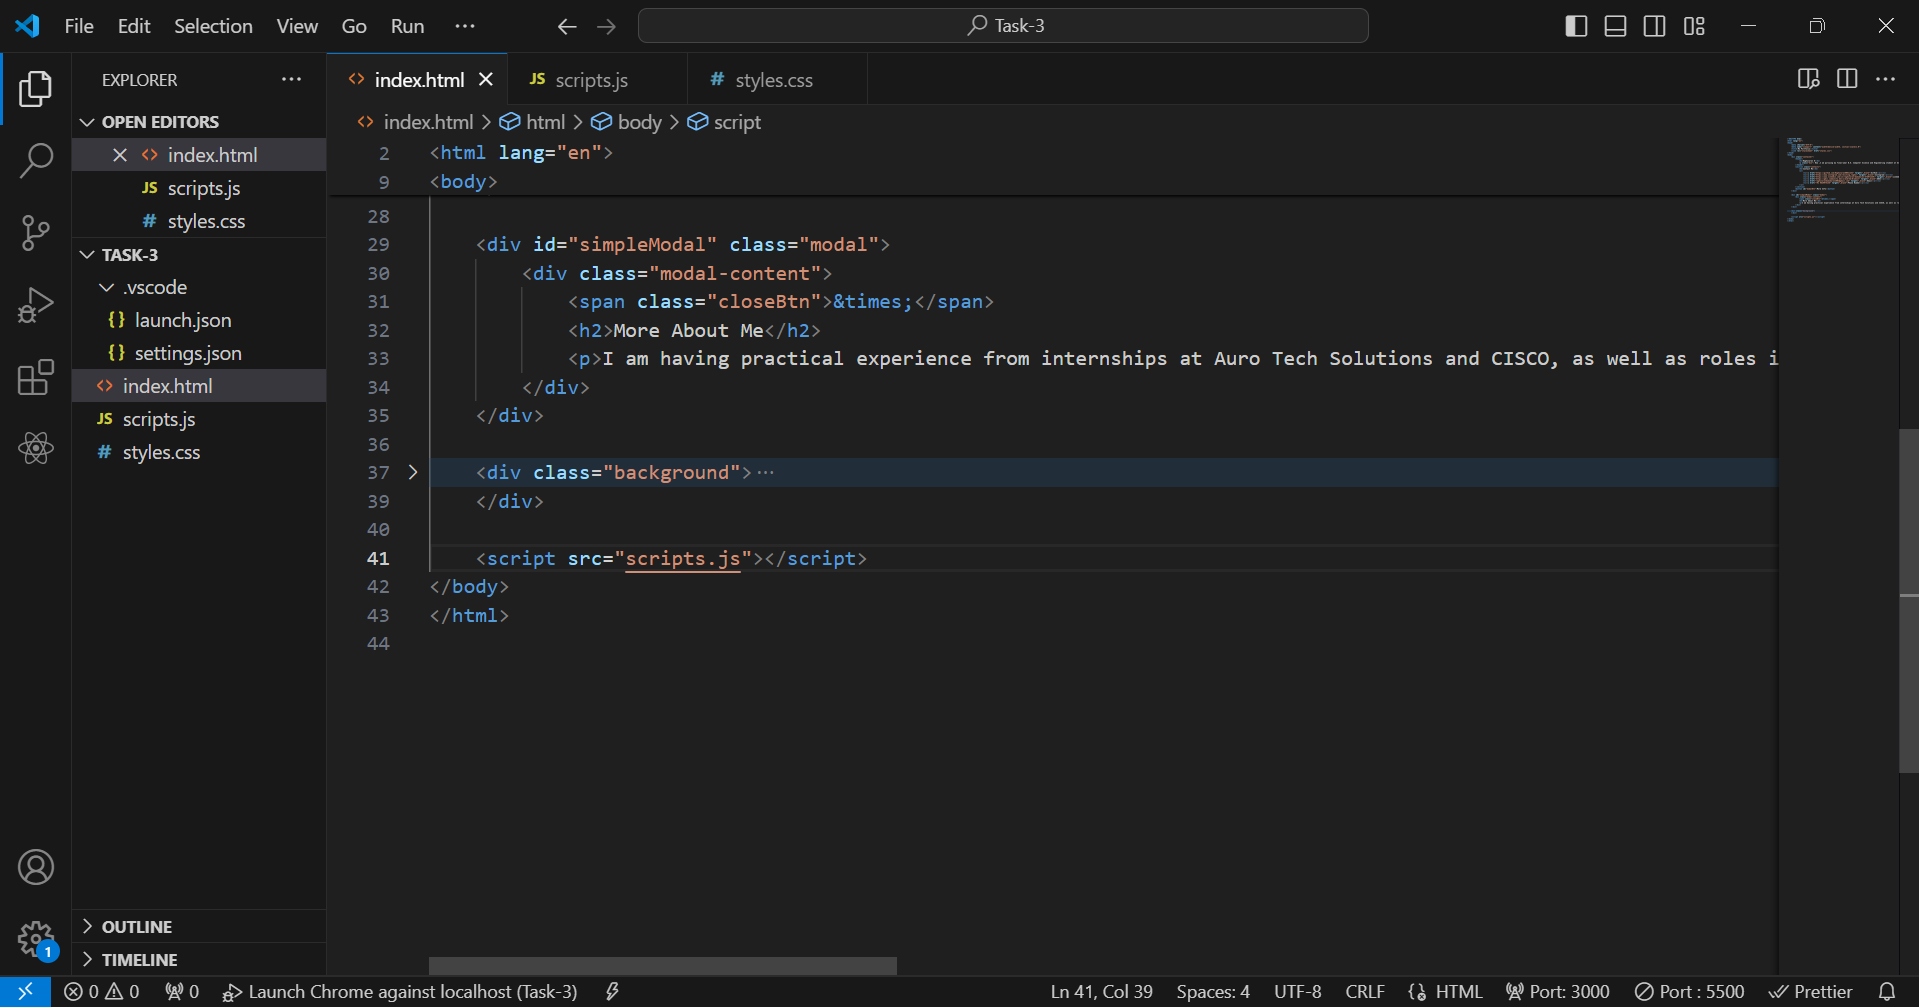 File Edit Selection View Go Run ··· Task-3
EXPLORER ···
OPEN EDITORS
index.html
JS scripts.js
# styles.css
TASK-3
.vscode
{} launch.json
{} settings.json
<> index.html
JS scripts.js
# styles.css
OUTLINE
TIMELINE
1
<> index.html JS scripts.js # styles.css
<> index.html > html > body > script
2 <html lang="en">
9 <body>
28
29 <div id="simpleModal" class="modal">
30 <div class="modal-content">
31 <span class="closeBtn">&times;</span>
32 <h2>More About Me</h2>
33 <p>I am having practical experience from internships at Auro Tech Solutions and CISCO, as well as roles i
34 </div>
35 </div>
36
37 <div class="background">···
39 </div>
40
41 <script src="scripts.js"></script>
42 </body>
43 </html>
44
0 0 0 Launch Chrome against localhost (Task-3) Ln 41, Col 39 Spaces: 4 UTF-8 CRLF {} HTML Port: 3000 Port : 5500 Prettier